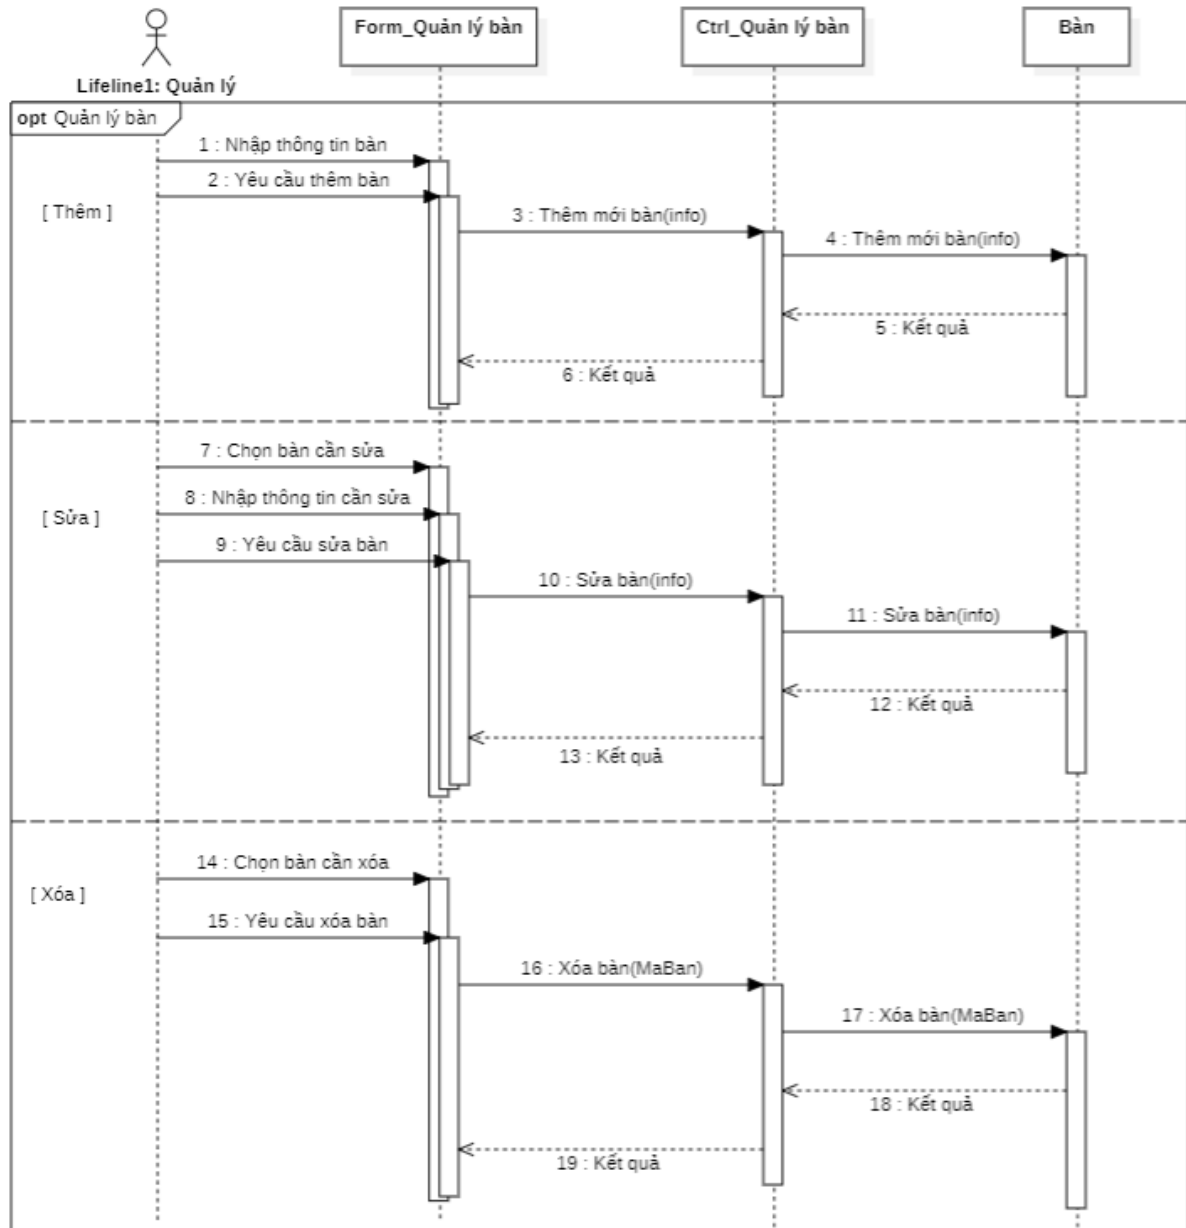 Form_Quản lý bàn
Ctrl_Quản lý bàn
Bàn
Lifeline1: Quản lý
opt Quản lý bàn
1 : Nhập thông tin bàn
2 : Yêu cầu thêm bàn
[ Thêm ]
3 : Thêm mới bàn(info)
4 : Thêm mới bàn(info)
5 : Kết quả
6 : Kết quả
7 : Chọn bàn cần sửa
8 : Nhập thông tin cần sửa
[ Sửa ]
9 : Yêu cầu sửa bàn
10 : Sửa bàn(info)
11 : Sửa bàn(info)
12 : Kết quả
13 : Kết quả
14 : Chọn bàn cần xóa
[ Xóa ]
15 : Yêu cầu xóa bàn
16 : Xóa bàn(MaBan)
17 : Xóa bàn(MaBan)
18 : Kết quả
19 : Kết quả